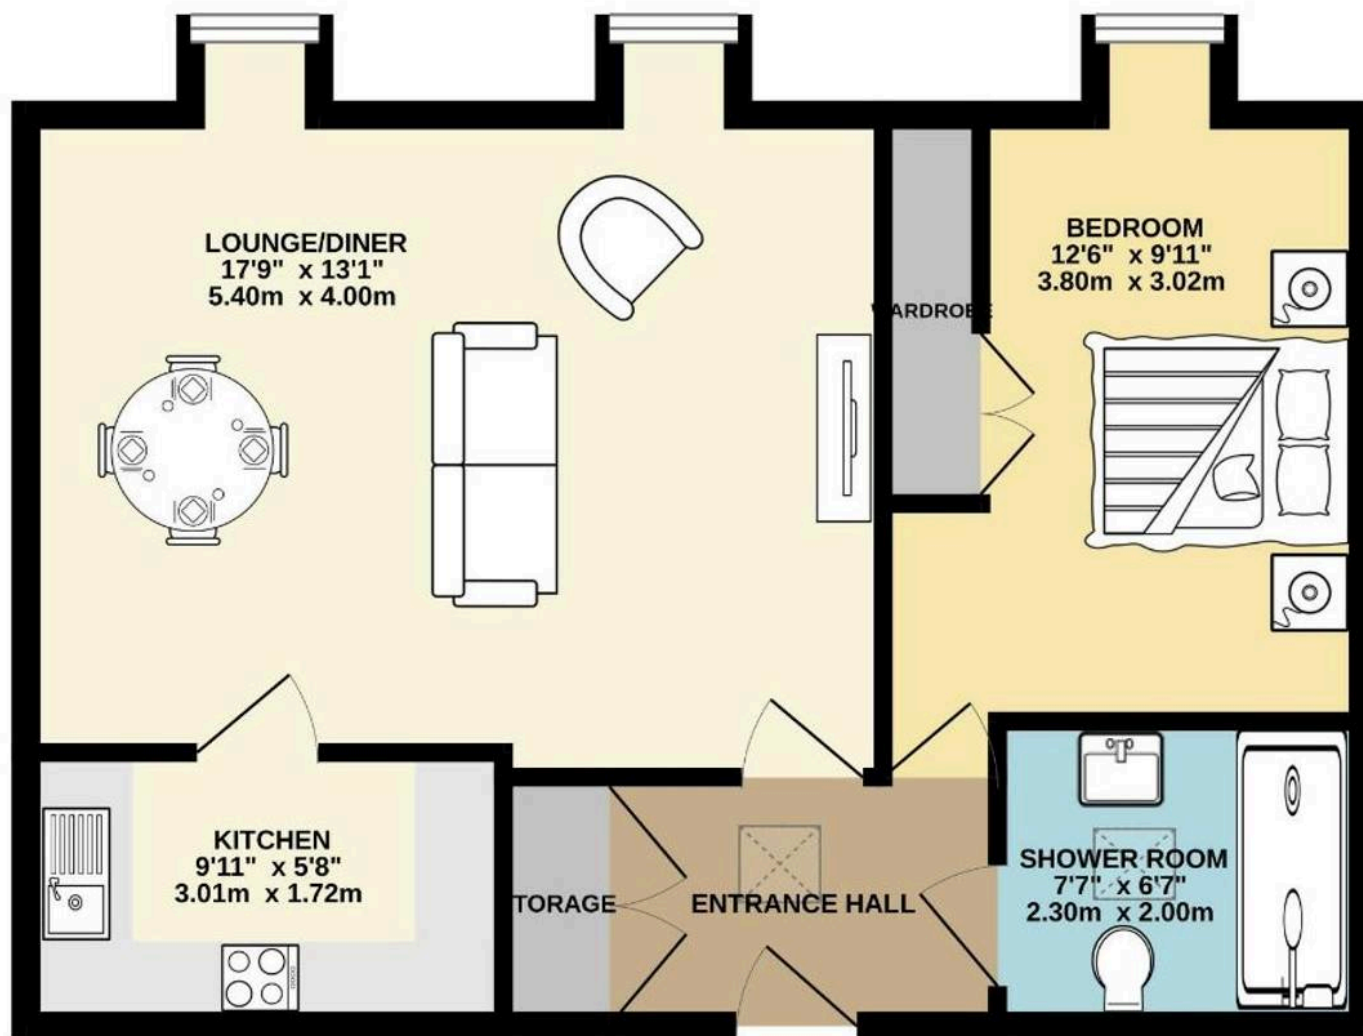 LOUNGE/DINER
17'9" x 13'1"
5.40m x 4.00m
BEDROOM
12'6" x 9'11"
3.80m x 3.02m
WARDROBE
KITCHEN
9'11" x 5'8"
3.01m x 1.72m
TORAGE
ENTRANCE HALL
SHOWER ROOM
7'7" x 6'7"
2.30m x 2.00m